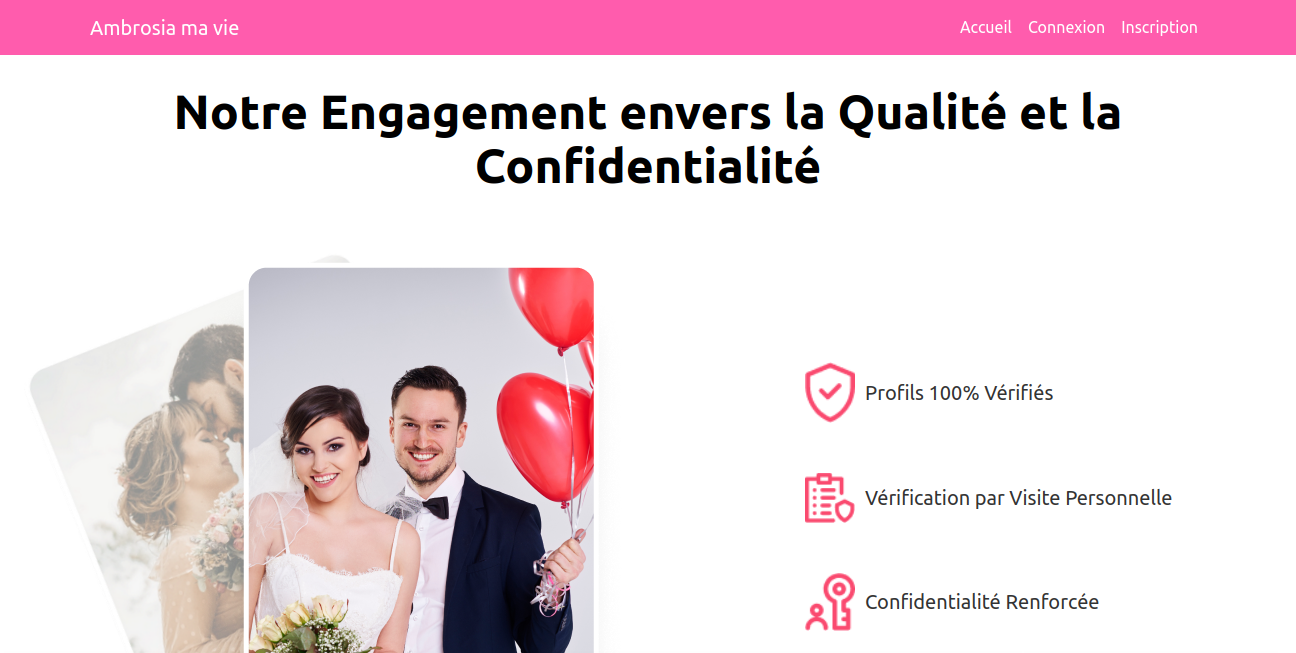 Ambrosia ma vie
Accueil Connexion Inscription
Notre Engagement envers la Qualité et la
Confidentialité
Profils 100% Vérifiés
Vérification par Visite Personnelle
Confidentialité Renforcée